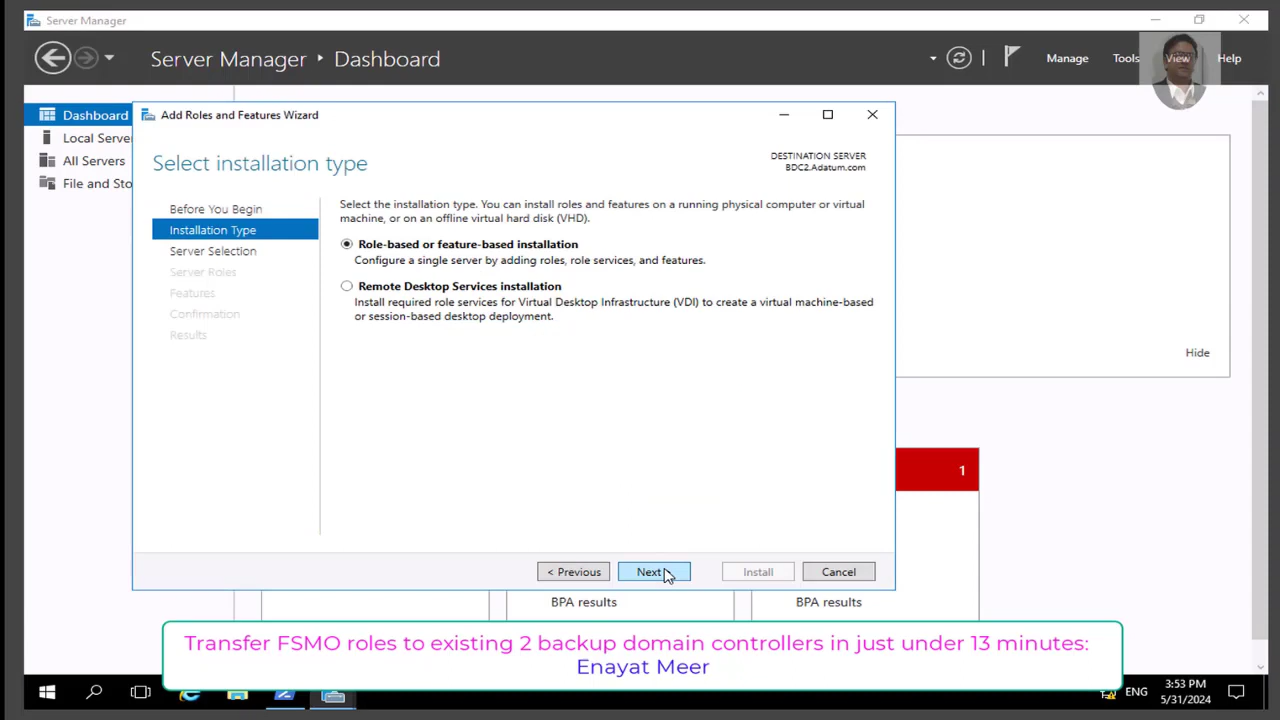 Server Manager
Server Manager ‣ Dashboard
Manage
Tools
View
Help
Dashboard
Local Serve
All Servers
File and Sto
Add Roles and Features Wizard
Select installation type
DESTINATION SERVER
BDC2.Adatum.com
Before You Begin
Installation Type
Server Selection
Server Roles
Features
Confirmation
Results
Select the installation type. You can install roles and features on a running physical computer or virtual
machine, or on an offline virtual hard disk (VHD).
Role-based or feature-based installation
Configure a single server by adding roles, role services, and features.
Remote Desktop Services installation
Install required role services for Virtual Desktop Infrastructure (VDI) to create a virtual machine-based
or session-based desktop deployment.
Hide
1
< Previous
Next
Install
Cancel
BPA results
BPA results
Transfer FSMO roles to existing 2 backup domain controllers in just under 13 minutes:
Enayat Meer
ENG
3:53 PM
5/31/2024